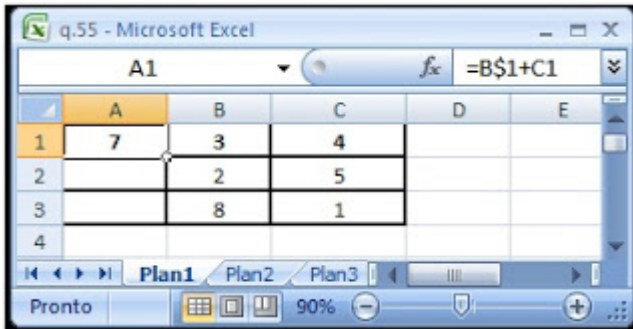 q.55 - Microsoft Excel
A1 fx =B$1+C1
A B C D E
1 7 3 4
2 2 5
3 8 1
4
Plan1 Plan2 Plan3
Pronto 90%